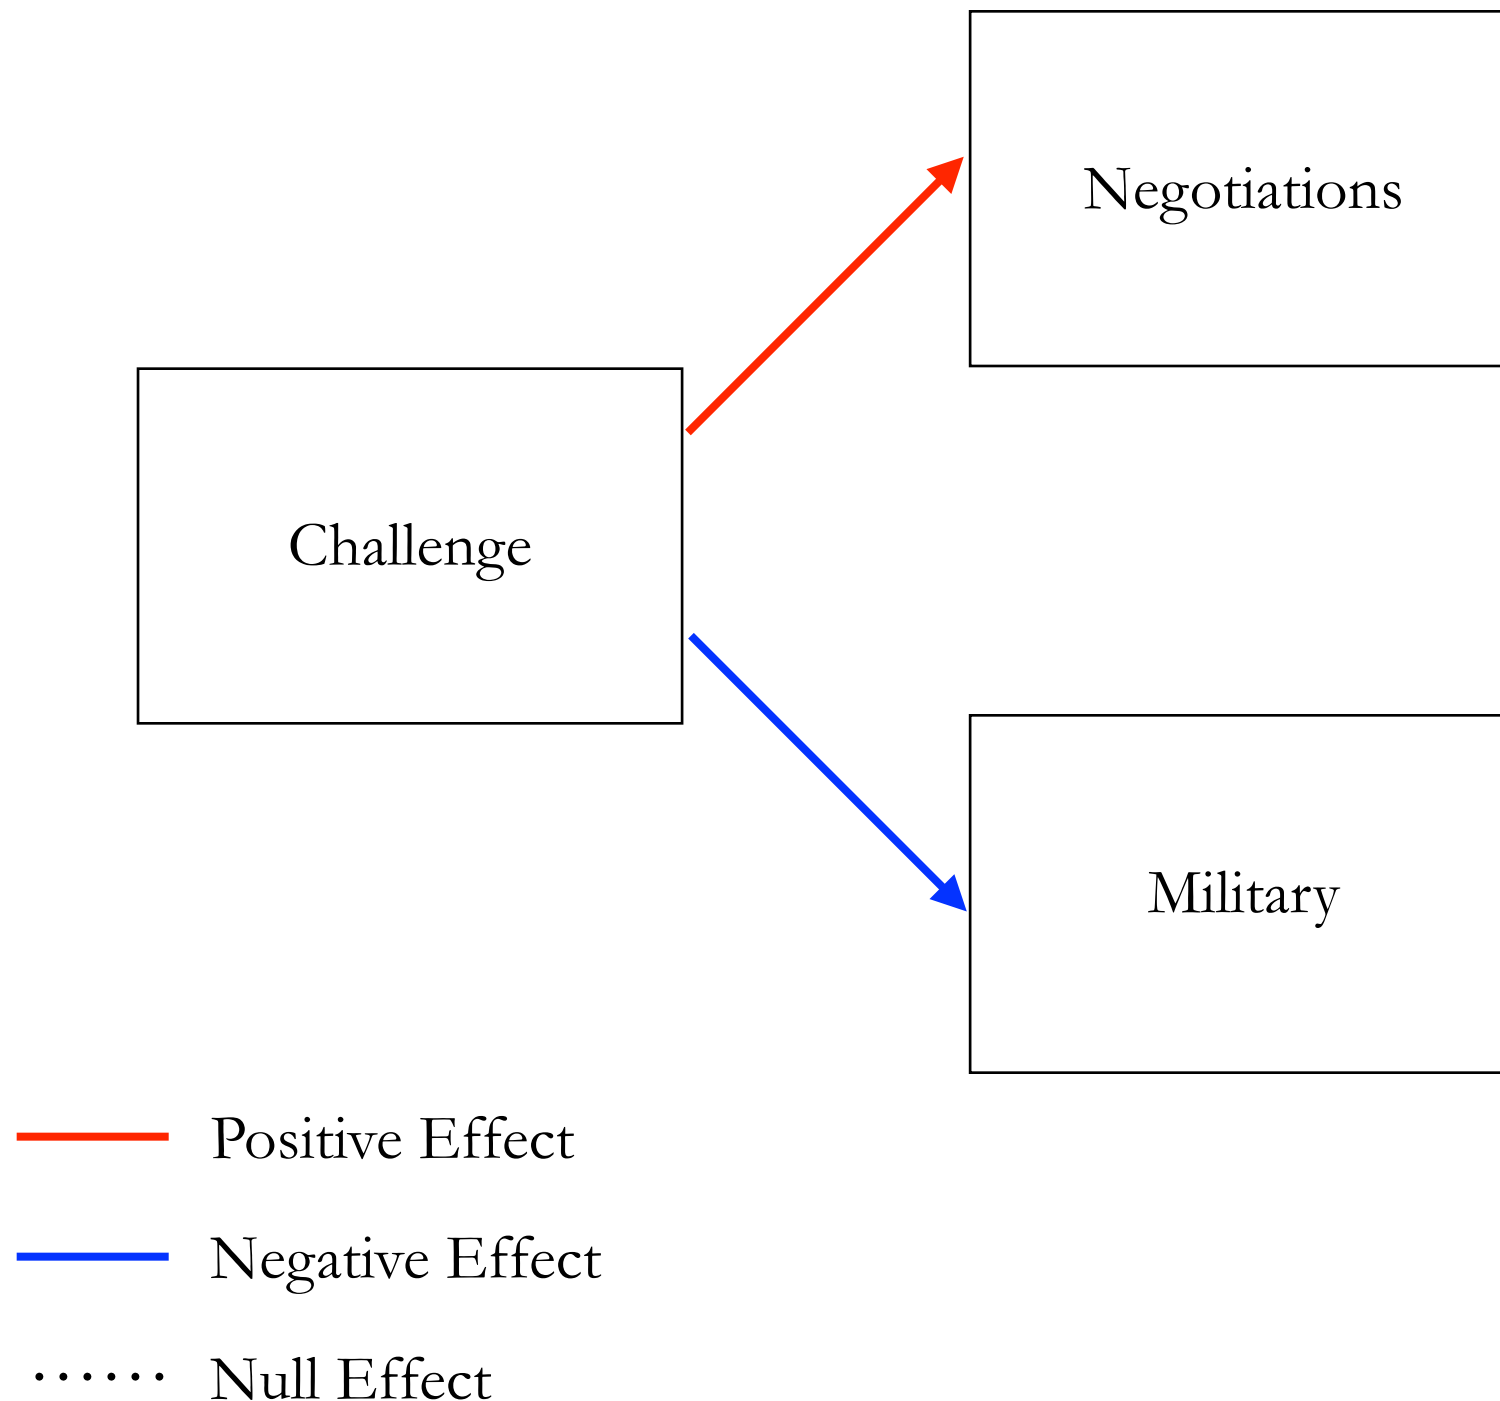 Negotiations
Challenge
Military
Positive Effect
Negative Effect
Null Effect